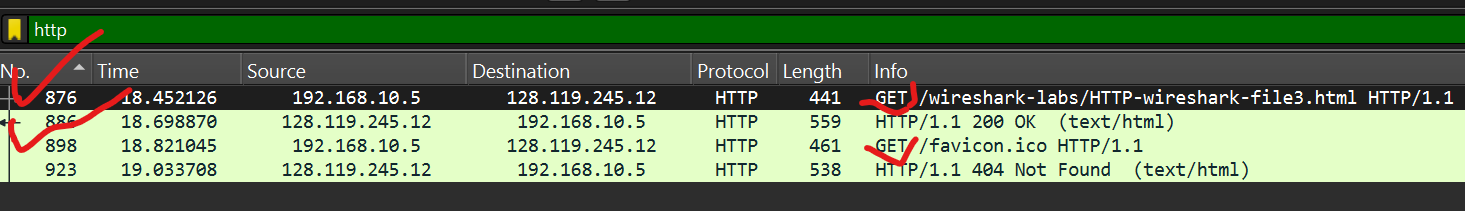 http
No. Time Source Destination Protocol Length Info
876 18.452126 192.168.10.5 128.119.245.12 HTTP 441 GET /wireshark-labs/HTTP-wireshark-file3.html HTTP/1.1
886 18.698870 128.119.245.12 192.168.10.5 HTTP 559 HTTP/1.1 200 OK (text/html)
898 18.821045 192.168.10.5 128.119.245.12 HTTP 461 GET /favicon.ico HTTP/1.1
923 19.033708 128.119.245.12 192.168.10.5 HTTP 538 HTTP/1.1 404 Not Found (text/html)